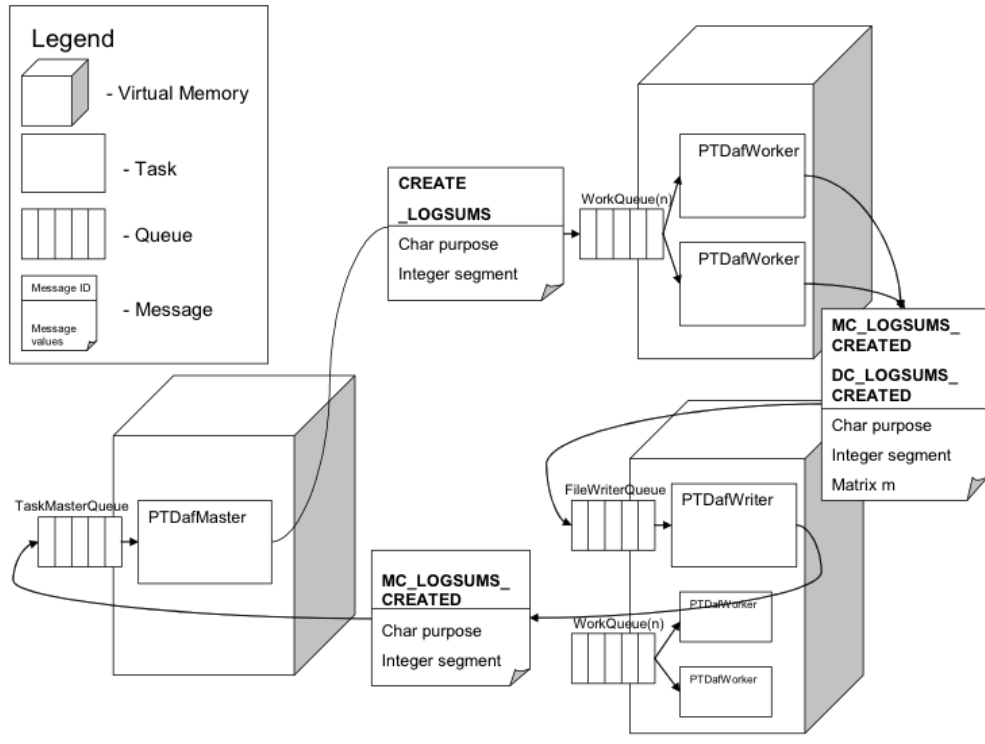 Legend
- Virtual Memory
- Task
- Queue
Message ID
Message
values
- Message
CREATE
_LOGSUMS
Char purpose
Integer segment
WorkQueue(n)
PTDafWorker
PTDafWorker
MC_LOGSUMS_
CREATED
DC_LOGSUMS_
CREATED
Char purpose
Integer segment
Matrix m
TaskMasterQueue
PTDafMaster
MC_LOGSUMS_
CREATED
Char purpose
Integer segment
FileWriterQueue
PTDafWriter
WorkQueue(n)
PTDafWorker
PTDafWorker